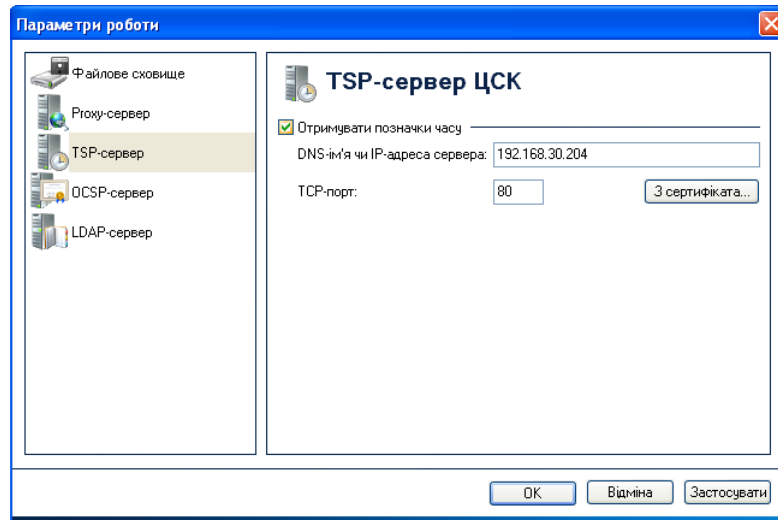 Параметри роботи
Файлове сховище
Proxy-сервер
TSP-сервер
OCSP-сервер
LDAP-сервер
TSP-сервер ЦСК
Отримувати позначки часу
DNS-ім'я чи IP-адреса сервера: 192.168.30.204
TCP-порт: 80 З сертифіката...
OK Відміна Застосувати